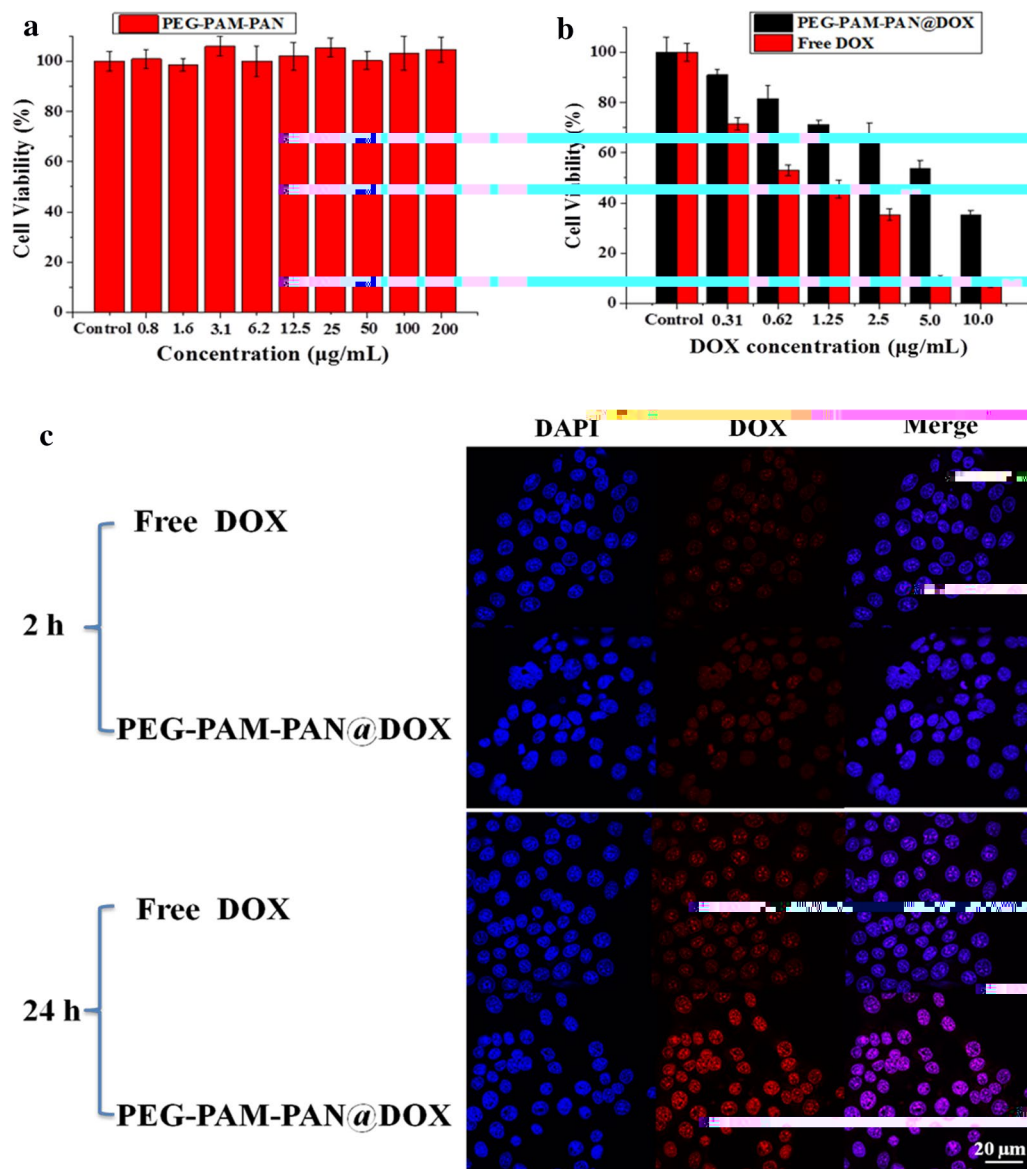 a
PEG-PAM-PAN
Cell Viability (%)
100
80
60
40
20
0
Control 0.8 1.6 3.1 6.2 12.5 25 50 100 200
Concentration (µg/mL)
b
PEG-PAM-PAN@DOX
Free DOX
Cell Viability (%)
100
80
60
40
20
0
Control 0.31 0.62 1.25 2.5 5.0 10.0
DOX concentration (µg/mL)
c
DAPI DOX Merge
Free DOX
2 h
PEG-PAM-PAN@DOX
Free DOX
24 h
PEG-PAM-PAN@DOX
20 µm